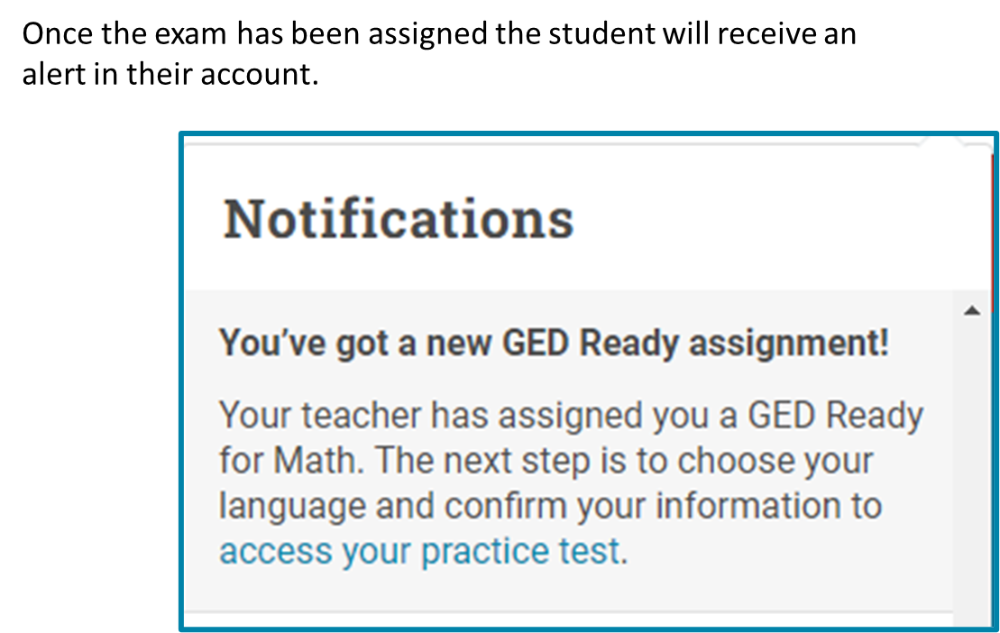 Once the exam has been assigned the student will receive an
alert in their account.
Notifications
You’ve got a new GED Ready assignment!
Your teacher has assigned you a GED Ready
for Math. The next step is to choose your
language and confirm your information to
access your practice test.